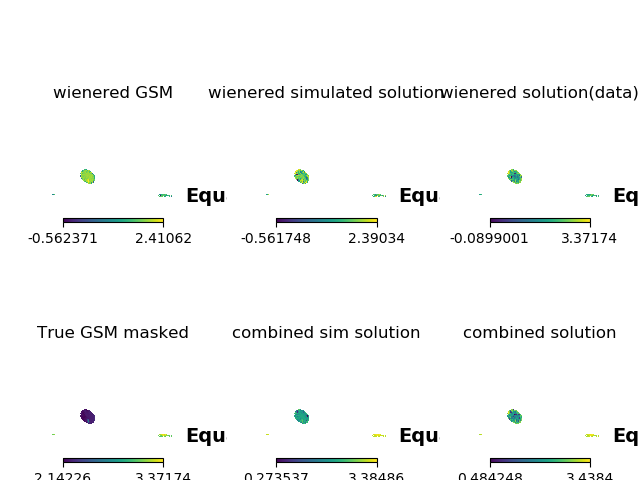 wienered GSM
wienered simulated solution
wienered solution(data)
Equ
Equ
Eq
-0.562371 2.41062
-0.561748 2.39034
-0.0899001 3.37174
True GSM masked
combined sim solution
combined solution
Equ
Equ
Eq
2.14226 3.37174
0.273537 3.38486
0.484248 3.4384